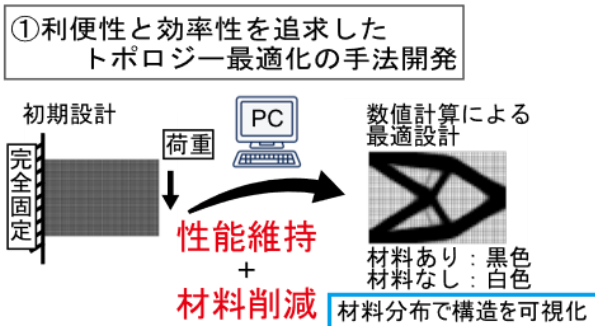 ①利便性と効率性を追求した
トポロジー最適化の手法開発
初期設計
完全固定
荷重
PC
数値計算による
最適設計
性能維持
+
材料削減
材料あり：黒色
材料なし：白色
材料分布で構造を可視化